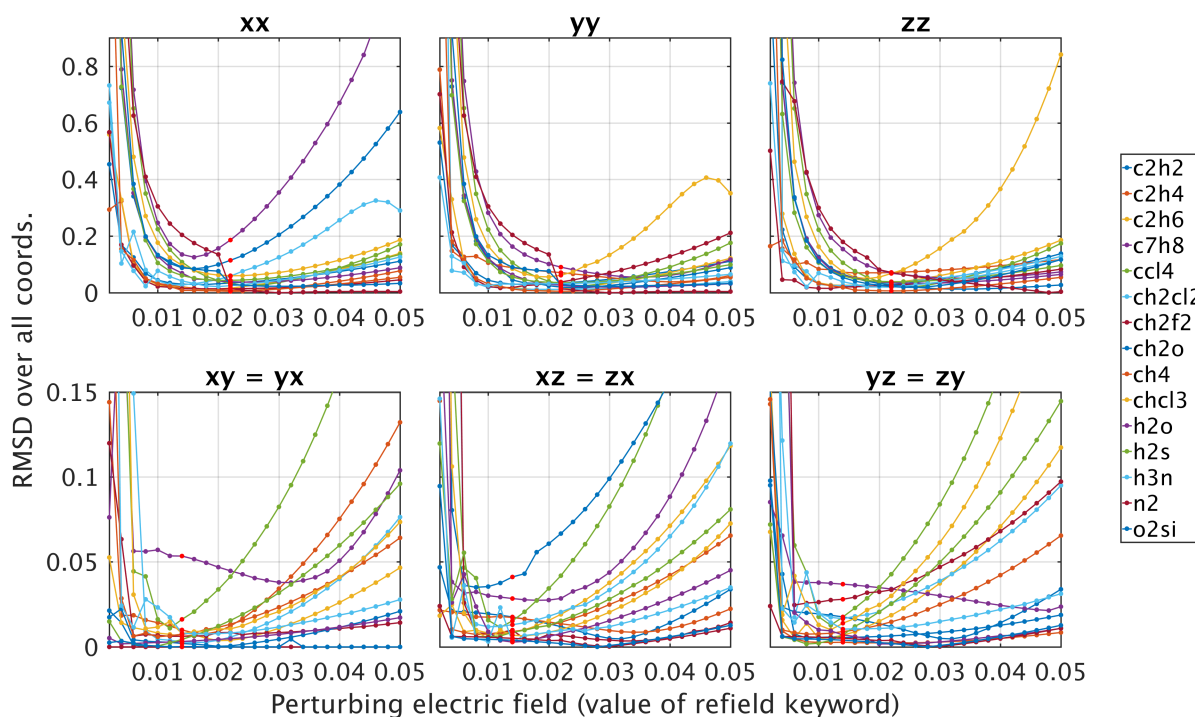 xx
yy
zz
0.8
0.6
0.4
0.2
0
0.01 0.02 0.03 0.04 0.05
0.01 0.02 0.03 0.04 0.05
0.01 0.02 0.03 0.04 0.05
RMSD over all coords.
xy = yx
xz = zx
yz = zy
0.15
0.1
0.05
0
0.01 0.02 0.03 0.04 0.05
0.01 0.02 0.03 0.04 0.05
0.01 0.02 0.03 0.04 0.05
Perturbing electric field (value of refield keyword)
c2h2
c2h4
c2h6
c7h8
ccl4
ch2cl2
ch2f2
ch2o
ch4
chcl3
h2o
h2s
h3n
n2
o2si